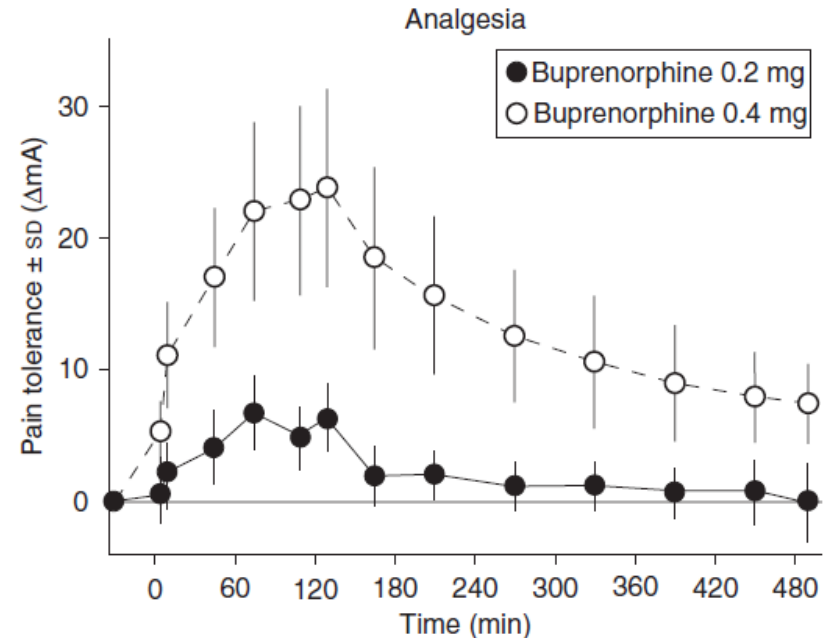 Analgesia
Buprenorphine 0.2 mg
Buprenorphine 0.4 mg
Pain tolerance ± SD (ΔmA)
30
20
10
0
0 60 120 180 240 300 360 420 480
Time (min)